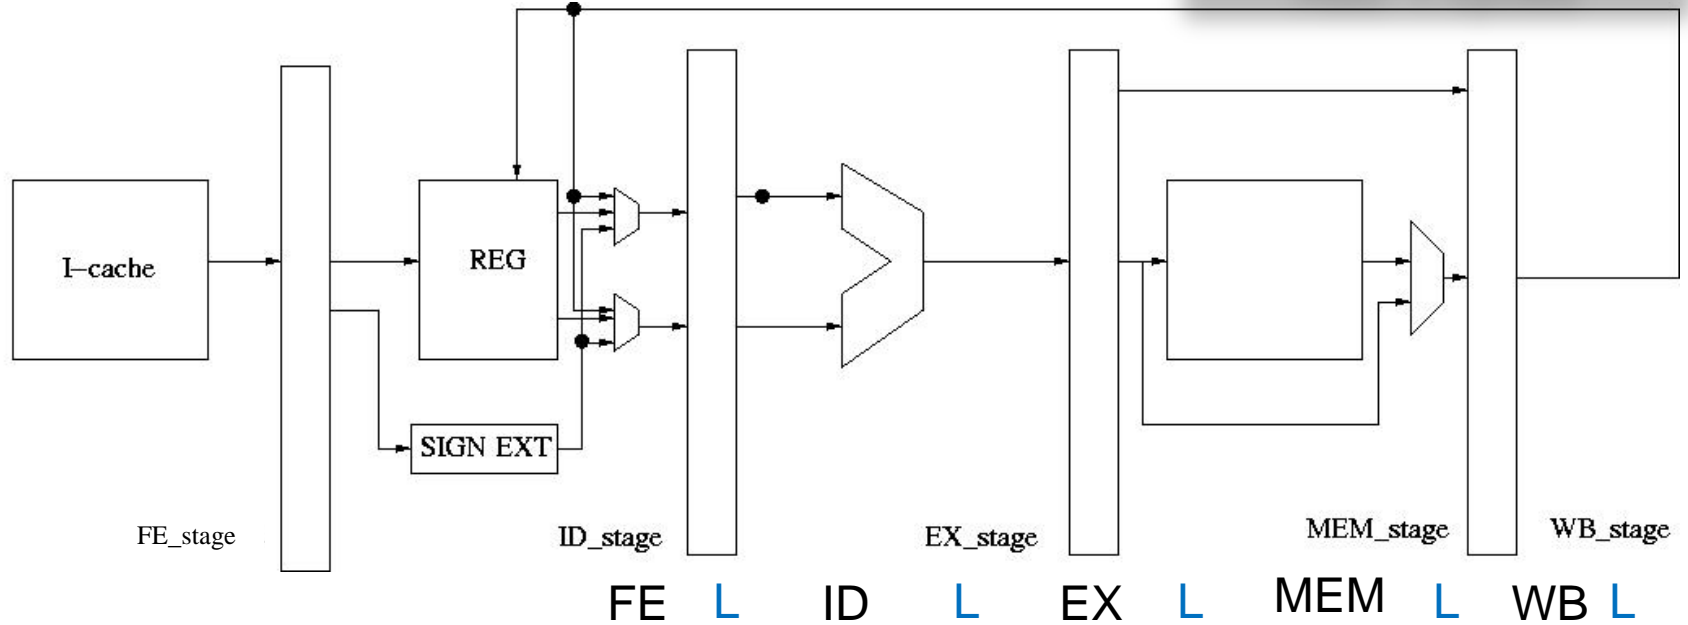 I-cache
REG
SIGN EXT
FE_stage
ID_stage
EX_stage
MEM_stage
WB_stage
FE L ID L EX L MEM L WB L